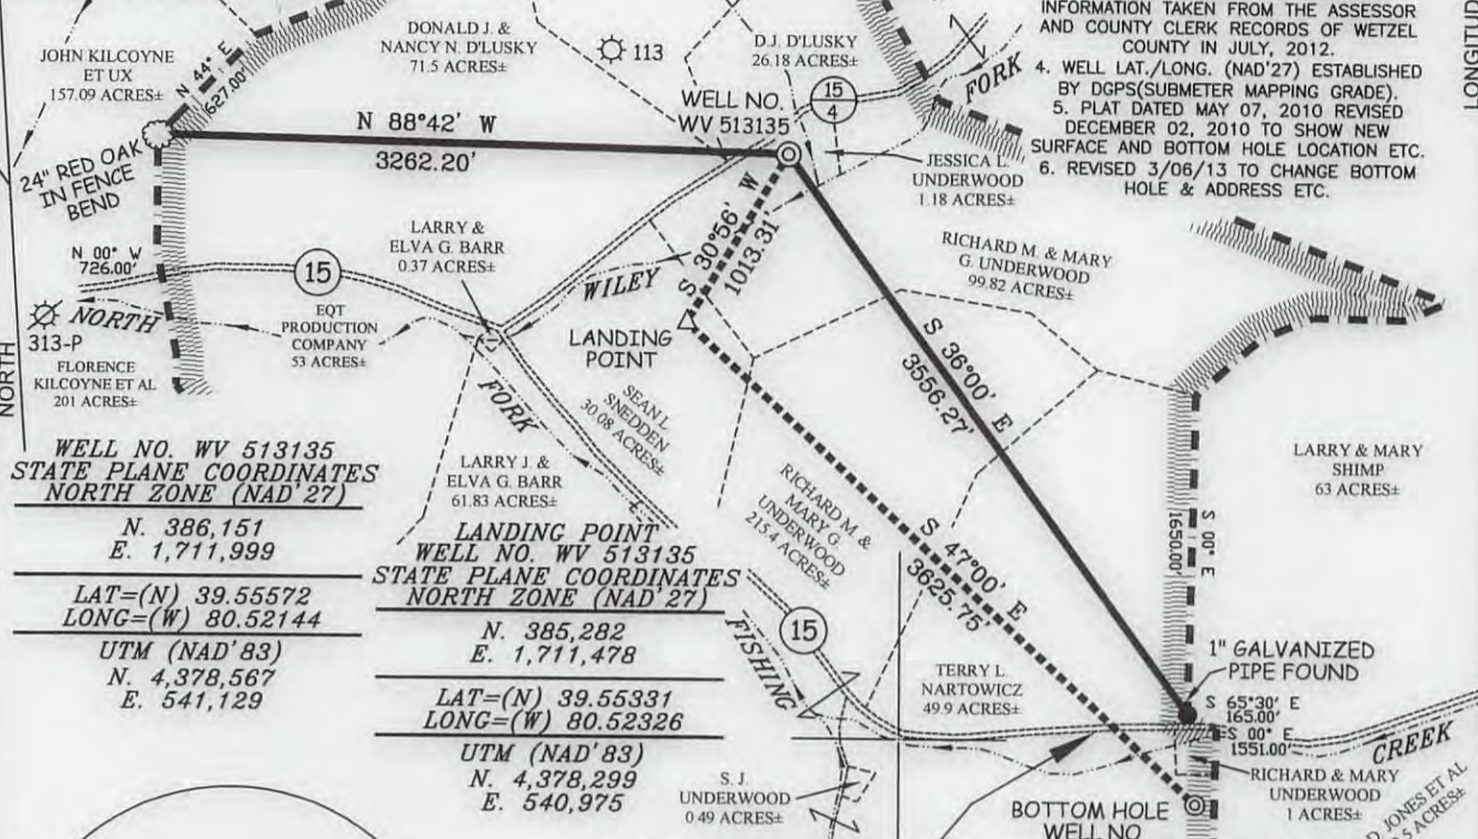 JOHN KILCOYNE
ET UX
157.09 ACRES±
N 44° E
627.00'
DONALD J. &
NANCY N. D'LUSKY
71.5 ACRES±
113
D.J. D'LUSKY
26.18 ACRES±
FORK
INFORMATION TAKEN FROM THE ASSESSOR
AND COUNTY CLERK RECORDS OF WETZEL
COUNTY IN JULY, 2012.
4. WELL LAT./LONG. (NAD'27) ESTABLISHED
BY DGPS(SUBMETER MAPPING GRADE).
5. PLAT DATED MAY 07, 2010 REVISED
DECEMBER 02, 2010 TO SHOW NEW
SURFACE AND BOTTOM HOLE LOCATION ETC.
6. REVISED 3/06/13 TO CHANGE BOTTOM
HOLE & ADDRESS ETC.
WELL NO.
WV 513135
15
4
N 88°42' W
3262.20'
24" RED OAK
IN FENCE
BEND
JESSICA L.
UNDERWOOD
1.18 ACRES±
N 00° W
726.00'
15
LARRY &
ELVA G. BARR
0.37 ACRES±
WILEY
S 30°56' W
1013.31'
RICHARD M. & MARY
G. UNDERWOOD
99.82 ACRES±
NORTH
313-P
FLORENCE
KILCOYNE ET AL
201 ACRES±
EQT
PRODUCTION
COMPANY
53 ACRES±
LANDING
POINT
FORK
SEAN L.
SNEDDEN
30.08 ACRES±
S 36°00' E
3556.27'
NORTH
WELL NO. WV 513135
STATE PLANE COORDINATES
NORTH ZONE (NAD'27)
N. 386,151
E. 1,711,999
LAT=(N) 39.55572
LONG=(W) 80.52144
UTM (NAD'83)
N. 4,378,567
E. 541,129
LARRY J. &
ELVA G. BARR
61.83 ACRES±
LANDING POINT
WELL NO. WV 513135
STATE PLANE COORDINATES
NORTH ZONE (NAD'27)
N. 385,282
E. 1,711,478
LAT=(N) 39.55331
LONG=(W) 80.52326
UTM (NAD'83)
N. 4,378,299
E. 540,975
RICHARD M &
MARY G.
UNDERWOOD
215.4 ACRES±
S 47°00' E
3625.75'
LARRY & MARY
SHIMP
63 ACRES±
S 00° E
1650.00'
FISHING
15
TERRY L.
NARTOWICZ
49.9 ACRES±
1" GALVANIZED
PIPE FOUND
S 65°30' E
165.00'
S 00° E
1551.00'
CREEK
S. J.
UNDERWOOD
0.49 ACRES±
RICHARD & MARY
UNDERWOOD
1 ACRES±
BOTTOM HOLE
WELL NO.
JONES ET AL